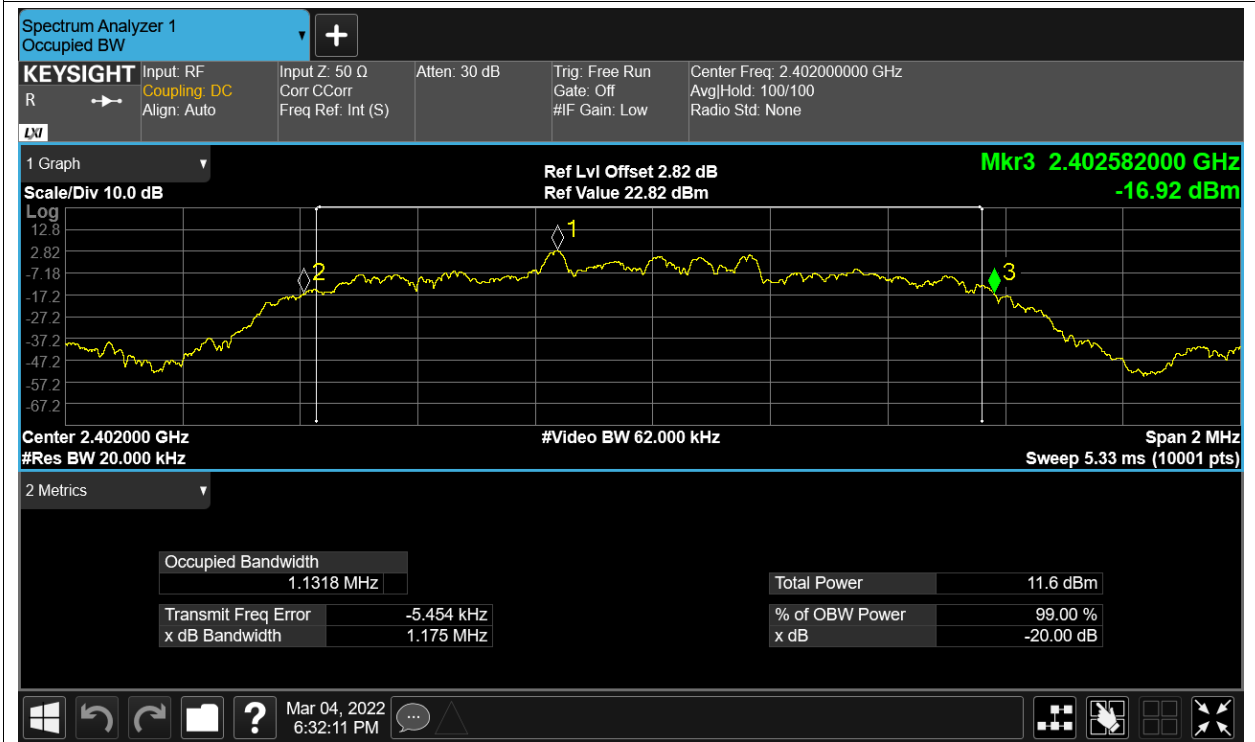 Spectrum Analyzer 1
Occupied BW
KEYSIGHT
R
LXI
Input: RF
Coupling: DC
Align: Auto
Input Z: 50 Ω
Corr CCorr
Freq Ref: Int (S)
Atten: 30 dB
Trig: Free Run
Gate: Off
#IF Gain: Low
Center Freq: 2.402000000 GHz
Avg|Hold: 100/100
Radio Std: None
1 Graph
Scale/Div 10.0 dB
Ref Lvl Offset 2.82 dB
Ref Value 22.82 dBm
Mkr3 2.402582000 GHz
-16.92 dBm
Log
12.8
2.82
-7.18
-17.2
-27.2
-37.2
-47.2
-57.2
-67.2
1
2
3
Center 2.402000 GHz
#Video BW 62.000 kHz
Span 2 MHz
#Res BW 20.000 kHz
Sweep 5.33 ms (10001 pts)
2 Metrics
Occupied Bandwidth
1.1318 MHz
Total Power 11.6 dBm
Transmit Freq Error -5.454 kHz
% of OBW Power 99.00 %
x dB Bandwidth 1.175 MHz
x dB -20.00 dB
?
Mar 04, 2022
6:32:11 PM